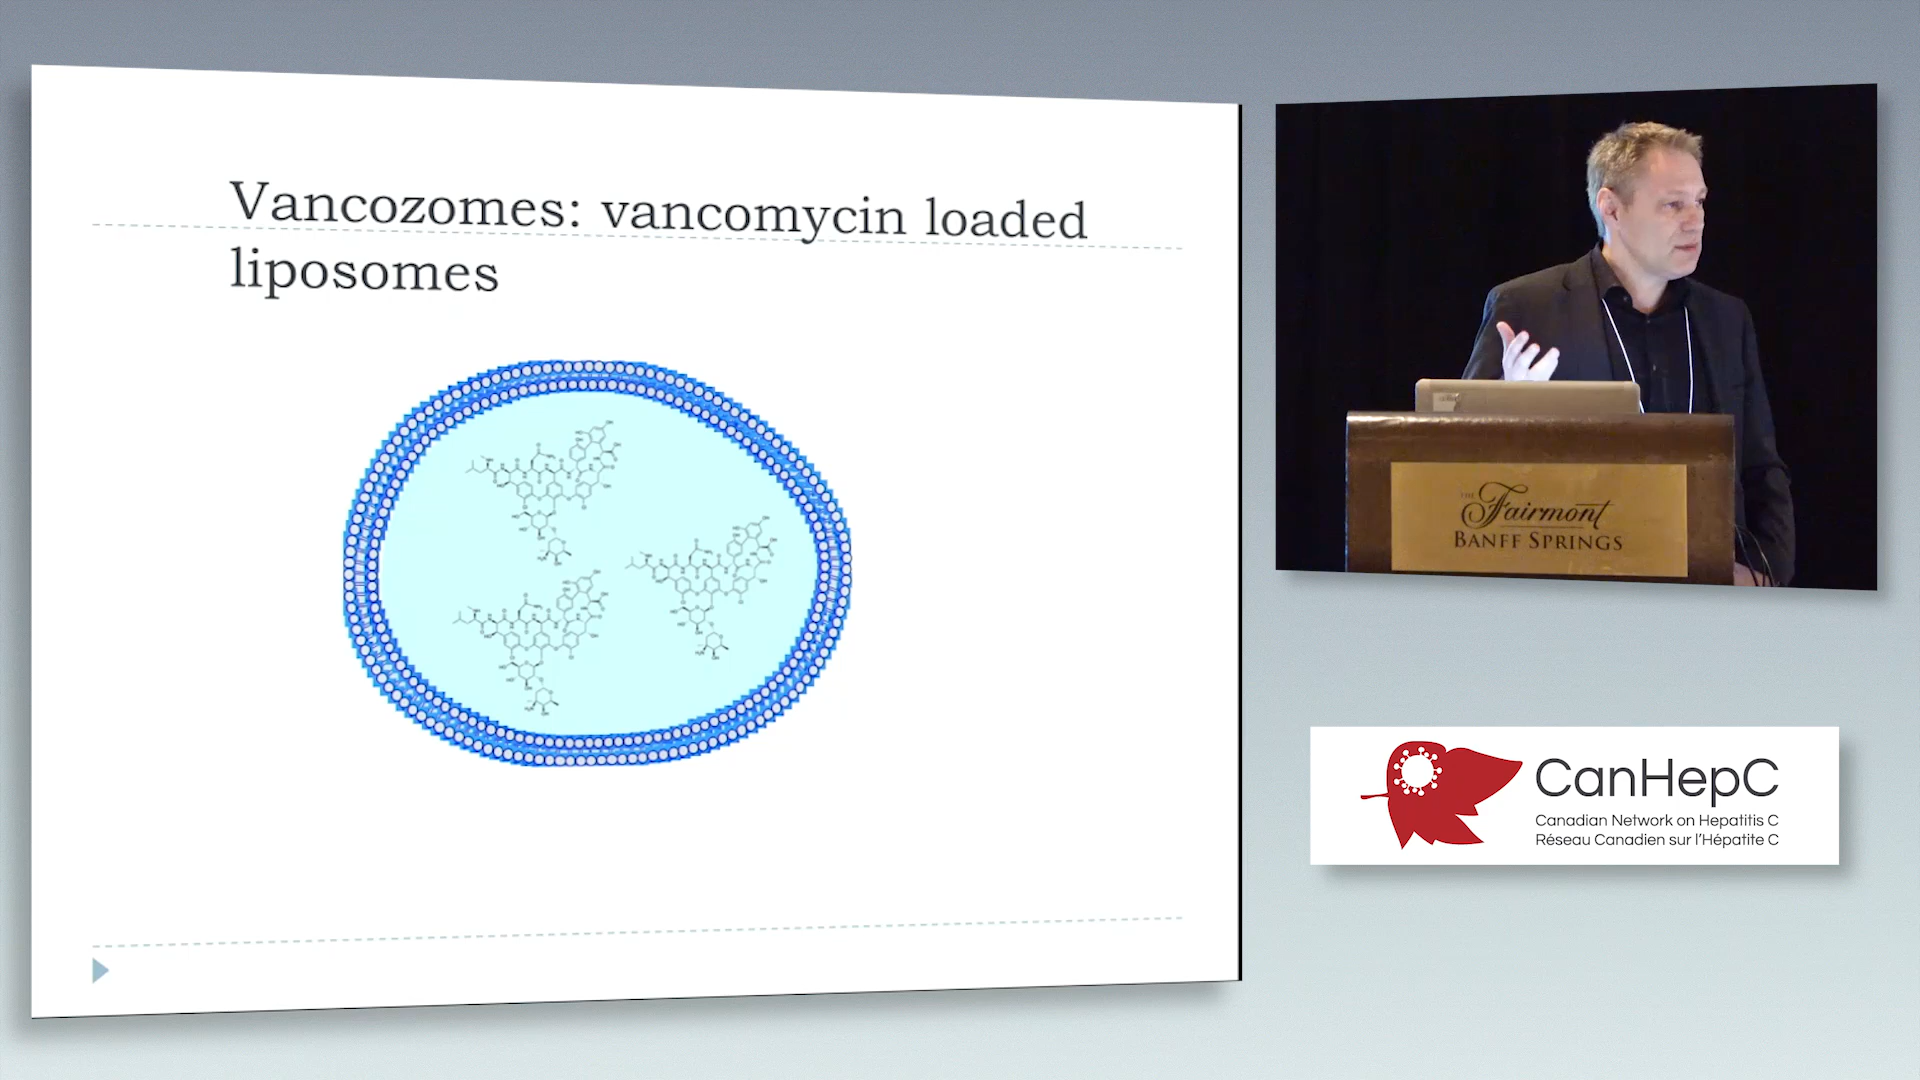 Vancozomes: vancomycin loaded
liposomes
THE
Fairmont
BANFF SPRINGS
CanHepC
Canadian Network on Hepatitis C
Réseau Canadien sur l'Hépatite C